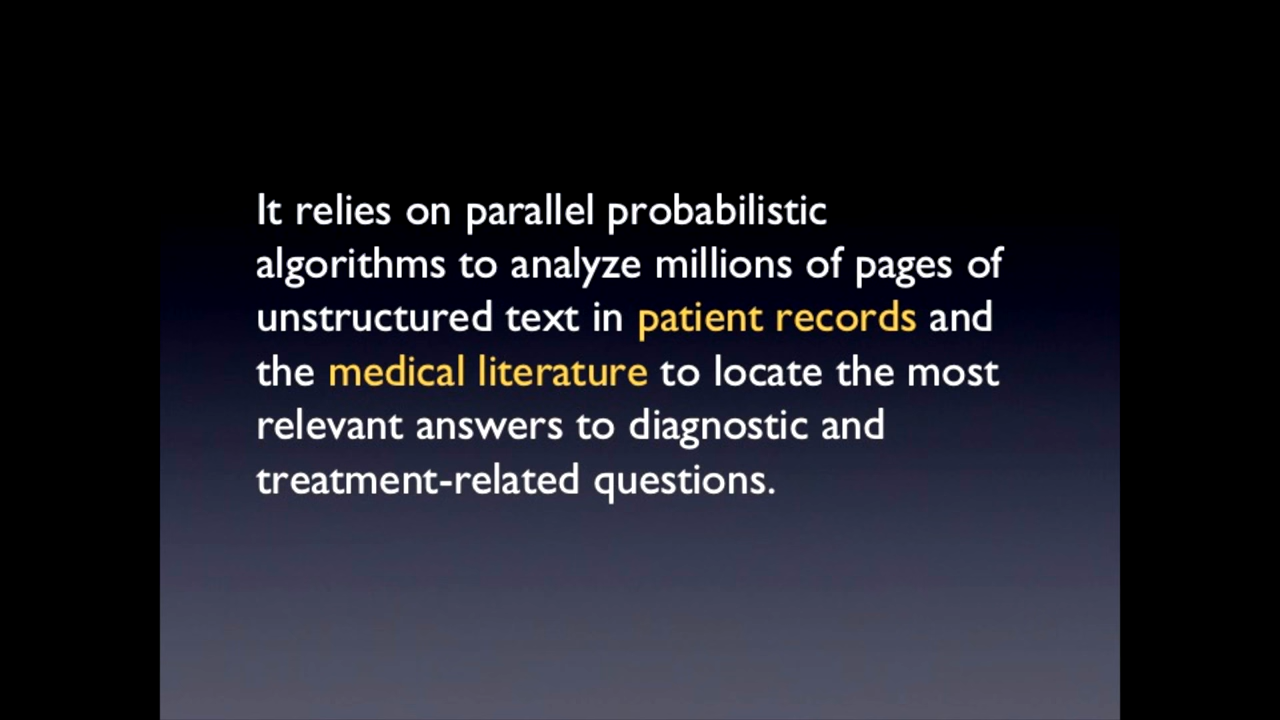 It relies on parallel probabilistic
algorithms to analyze millions of pages of
unstructured text in patient records and
the medical literature to locate the most
relevant answers to diagnostic and
treatment-related questions.